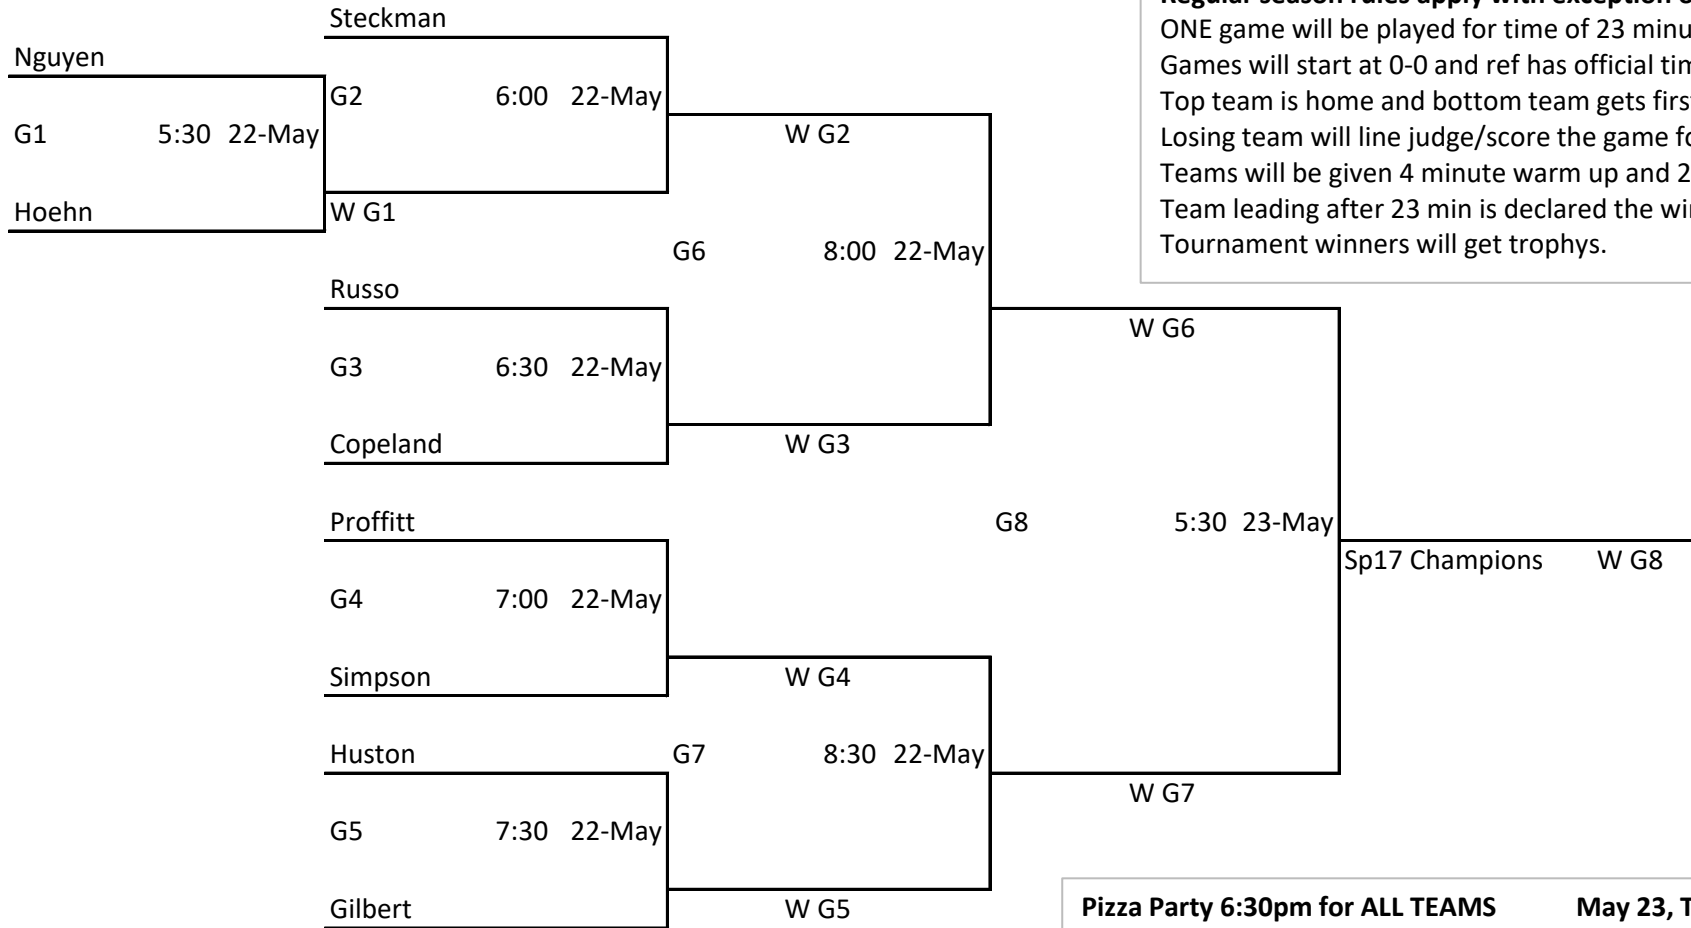 Steckman
Regular season rules apply with exception
ONE game will be played for time of 23
Games will start at 0-0 and ref has official
Top team is home and bottom team gets
Losing team will line judge/score the game
Teams will be given 4 minute warm up and 2
Team leading after 23 min is declared the
Tournament winners will get trophys.
Nguyen
G1 5:30 22-May
Hoehn
G2 6:00 22-May
W G1
W G2
Russo
G3 6:30 22-May
Copeland
G6 8:00 22-May
W G3
W G6
Proffitt
G4 7:00 22-May
Simpson
W G4
G8 5:30 23-May
Sp17 Champions W G8
Huston
G5 7:30 22-May
Gilbert
G7 8:30 22-May
W G5
W G7
Pizza Party 6:30pm for ALL TEAMS May 23,